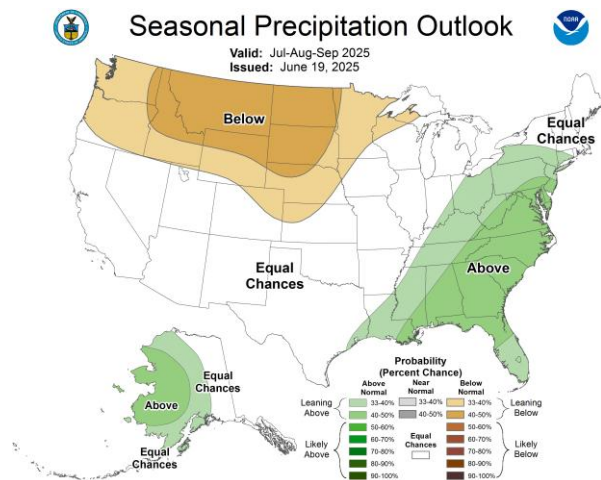 Seasonal Precipitation Outlook
NOAA
Valid: Jul-Aug-Sep 2025
Issued: June 19, 2025
Below
Equal
Chances
Equal
Chances
Above
Equal
Chances
Above
Equal
Chances
Probability
(Percent Chance)
Above Normal
Near Normal
Below Normal
Leaning Above
33-40%
40-50%
Likely Above
50-60%
60-70%
70-80%
80-90%
90-100%
33-40%
40-50%
Equal Chances
33-40%
40-50%
Leaning Below
50-60%
60-70%
70-80%
80-90%
90-100%
Likely Below